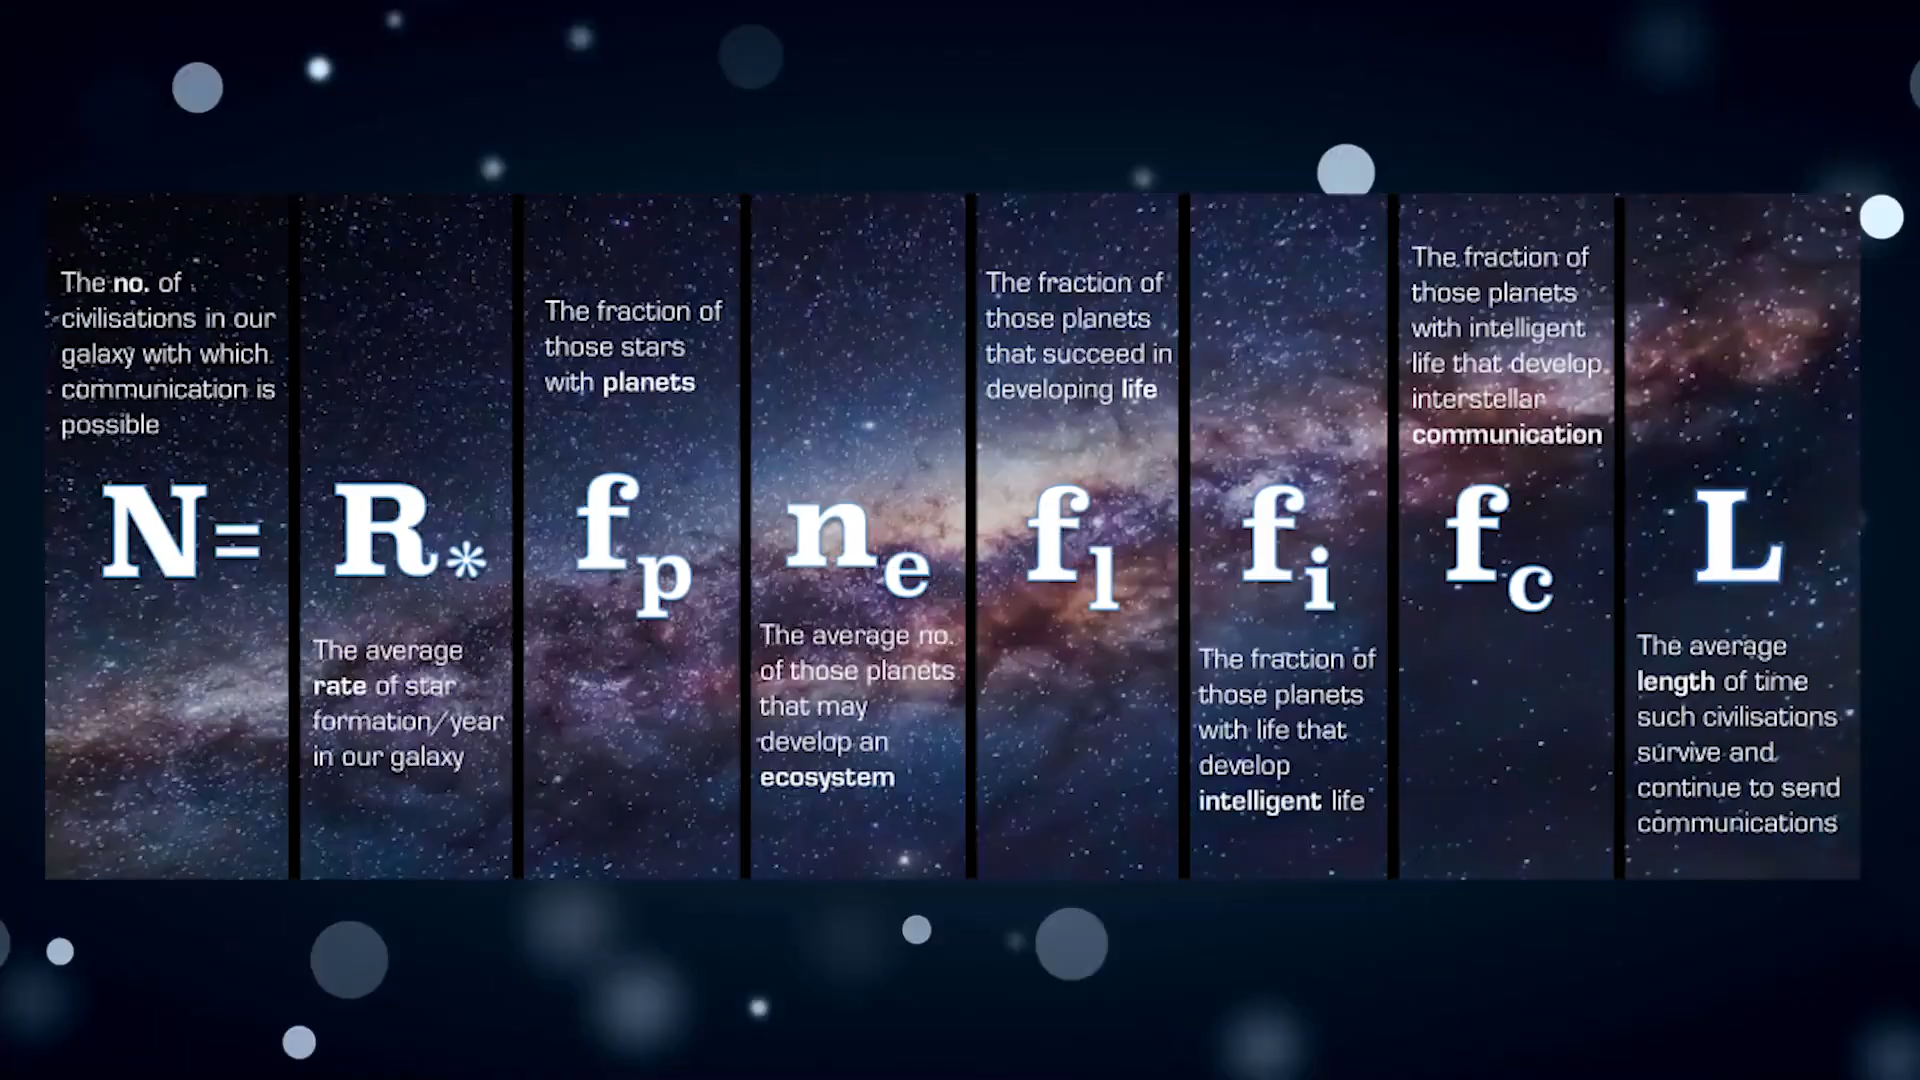 The no. of
civilisations in our
galaxy with which
communication is
possible
N=
R*
The average
rate of star
formation/year
in our galaxy
The fraction of
those stars
with planets
fp
ne
The average no.
of those planets
that may
develop an
ecosystem
The fraction of
those planets
that succeed in
developing life
fl
fi
The fraction of
those planets
with life that
develop
intelligent life
The fraction of
those planets
with intelligent
life that develop
interstellar
communication
fc
L
The average
length of time
such civilisations
survive and
continue to send
communications